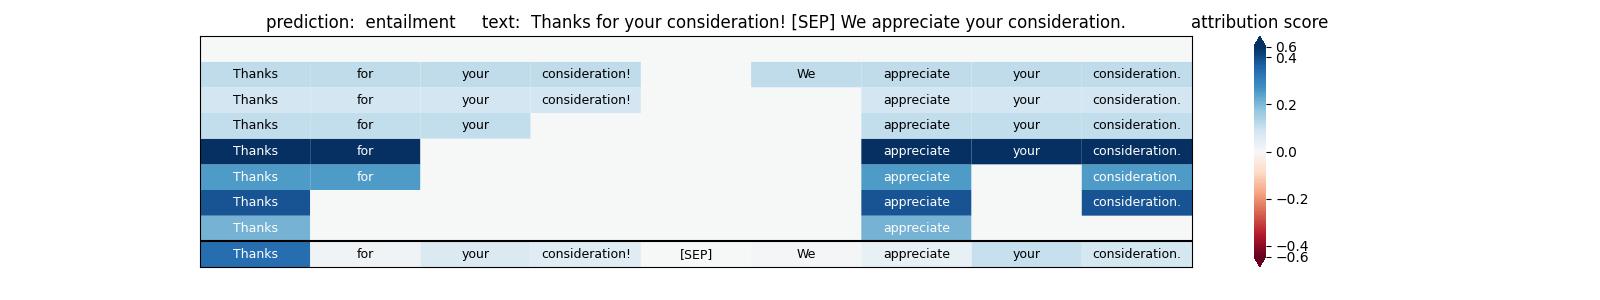 prediction:  entailment     text:  Thanks for your consideration! [SEP] We appreciate your consideration.
attribution score
Thanks for your consideration! We appreciate your consideration.
Thanks for your consideration! appreciate your consideration.
Thanks for your appreciate your consideration.
Thanks for appreciate your consideration.
Thanks for appreciate consideration.
Thanks appreciate consideration.
Thanks appreciate
Thanks for your consideration! [SEP] We appreciate your consideration.
0.6
0.4
0.2
0.0
−0.2
−0.4
−0.6